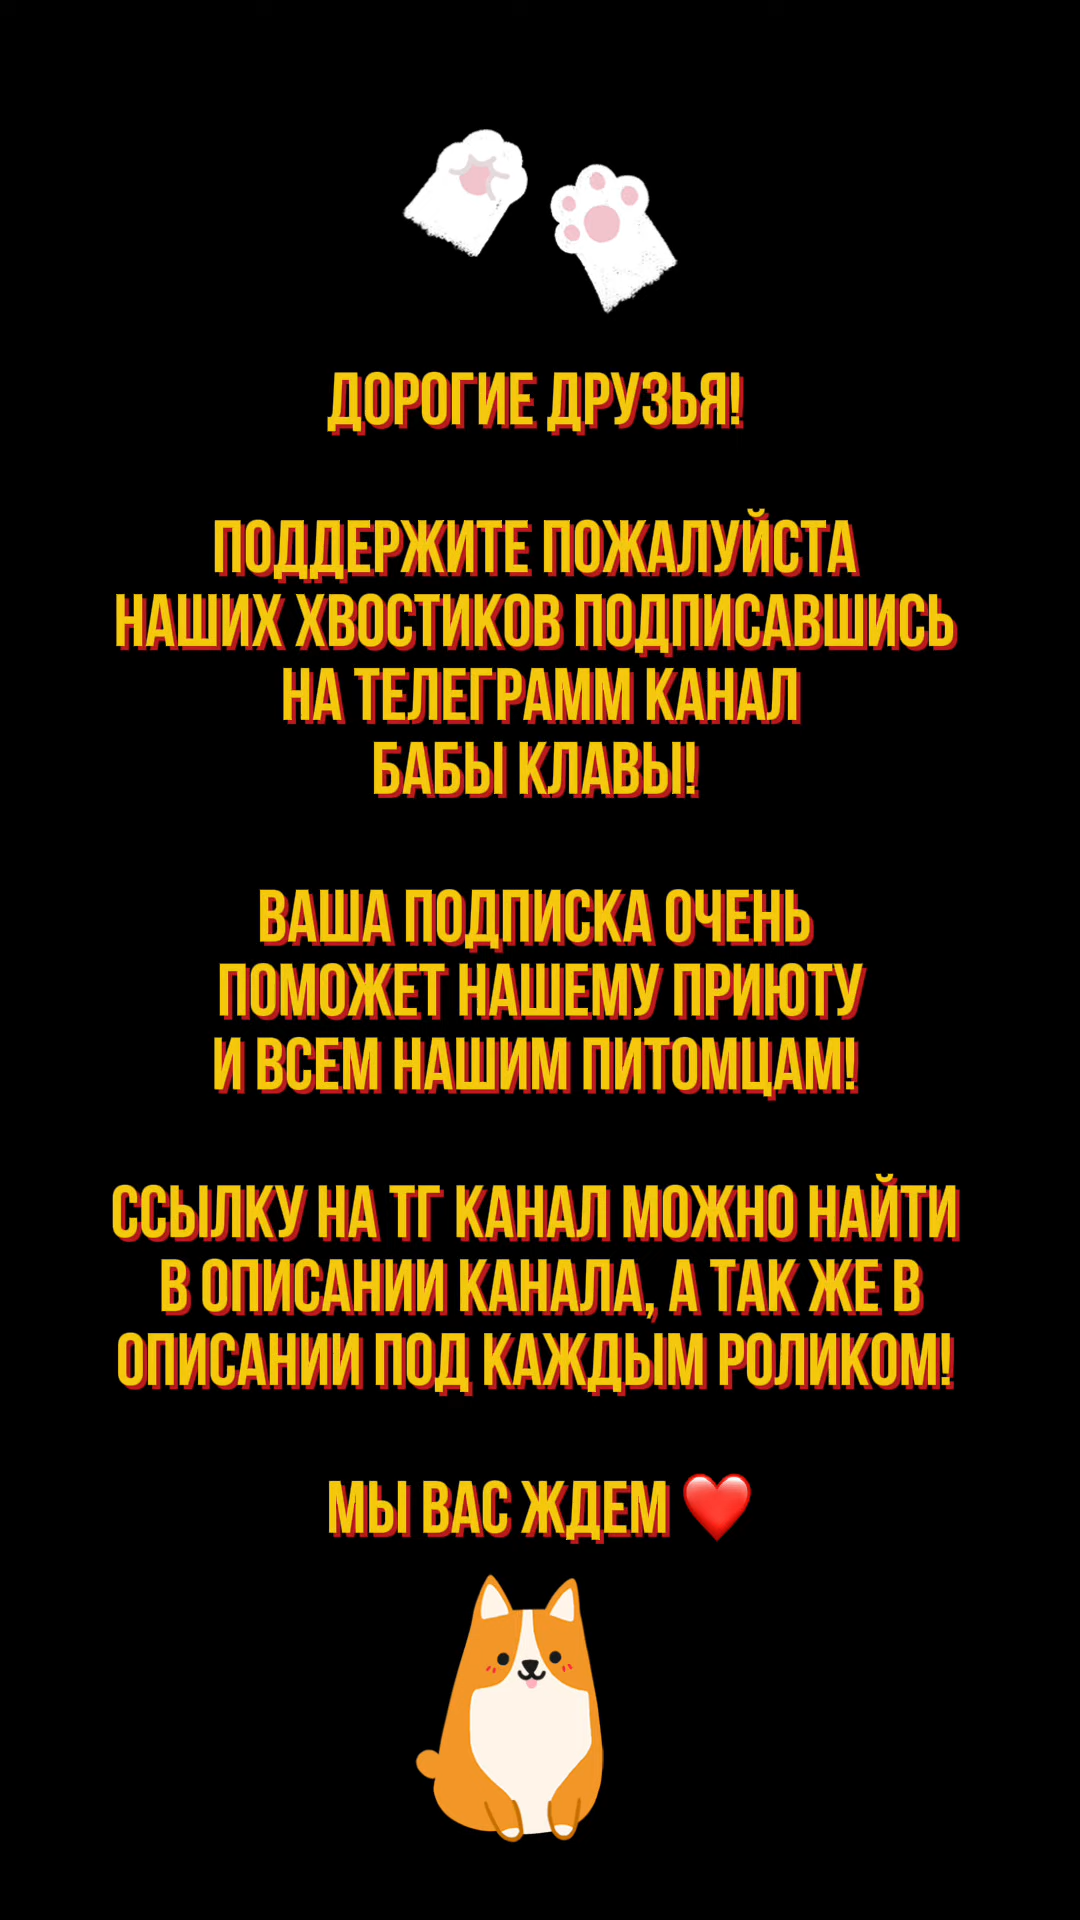 ДОРОГИЕ ДРУЗЬЯ!
ПОДДЕРЖИТЕ ПОЖАЛУЙСТА
НАШИХ ХВОСТИКОВ ПОДПИСАВШИСЬ
НА ТЕЛЕГРАММ КАНАЛ
БАБЫ КЛАВЫ!
ВАША ПОДПИСКА ОЧЕНЬ
ПОМОЖЕТ НАШЕМУ ПРИЮТУ
И ВСЕМ НАШИМ ПИТОМЦАМ!
ССЫЛКУ НА ТГ КАНАЛ МОЖНО НАЙТИ
В ОПИСАНИИ КАНАЛА, А ТАК ЖЕ В
ОПИСАНИИ ПОД КАЖДЫМ РОЛИКОМ!
МЫ ВАС ЖДЕМ ❤️